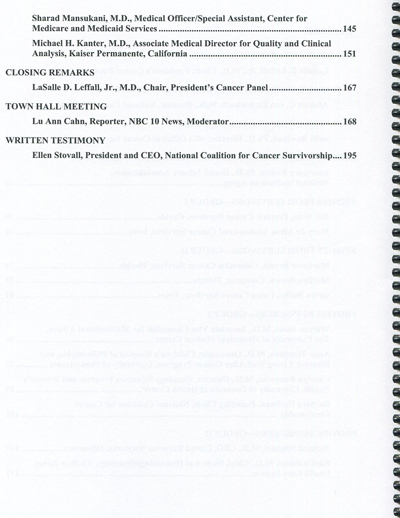 Sharad Mansukani, M.D., Medical Officer/Special Assistant, Center for
Medicare and Medicaid Services ........................................................................ 145
Michael H. Kanter, M.D., Associate Medical Director for Quality and Clinical
Analysis, Kaiser Permanente, California ............................................................ 151
CLOSING REMARKS
LaSalle D. Leffall, Jr., M.D., Chair, President's Cancer Panel ............................ 167
TOWN HALL MEETING
Lu Ann Cahn, Reporter, NBC 10 News, Moderator ............................................ 168
WRITTEN TESTIMONY
Ellen Stovall, President and CEO, National Coalition for Cancer Survivorship.... 195